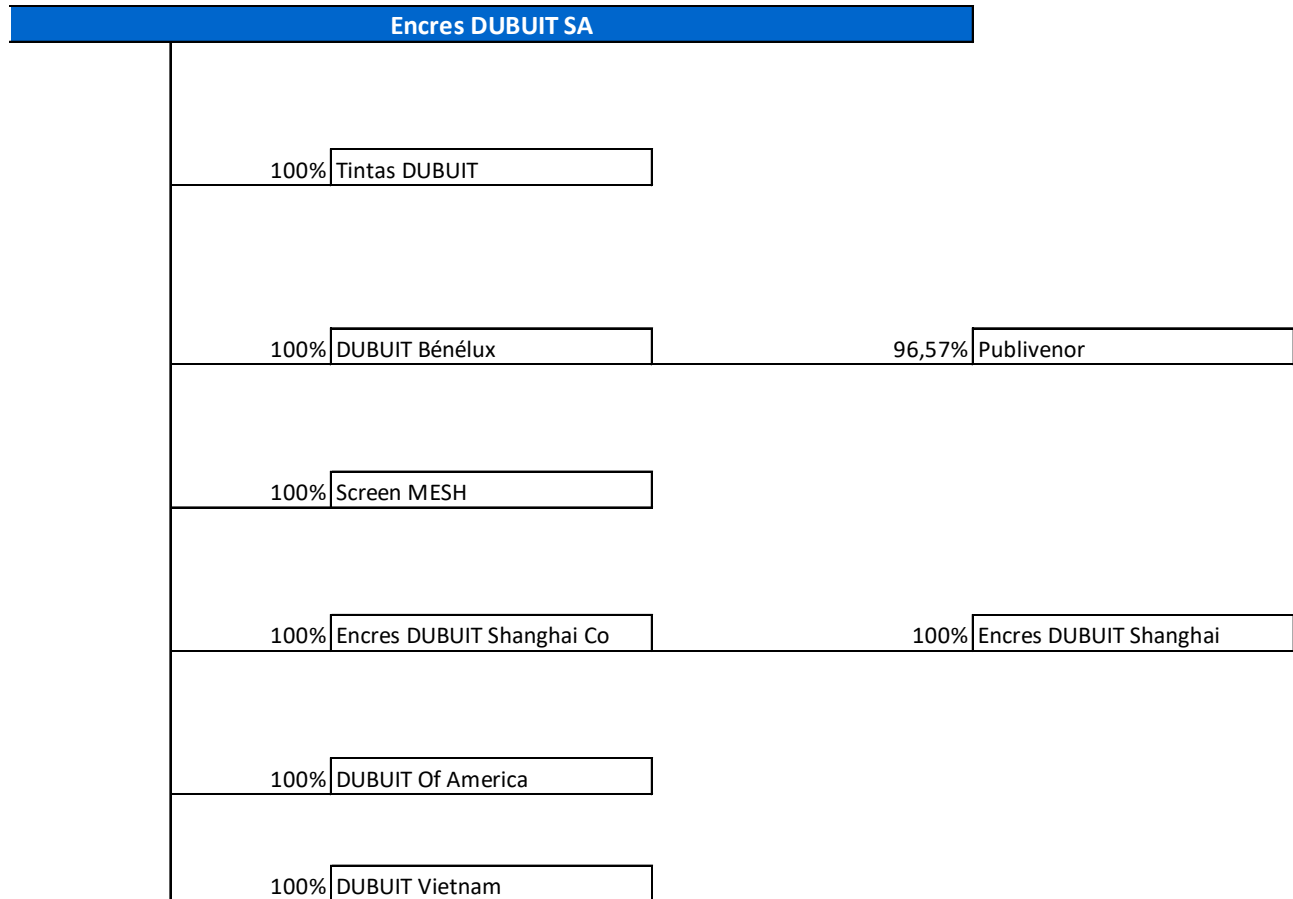 Encres DUBUIT SA
100% Tintas DUBUIT
100% DUBUIT Bénélux 96,57% Publivenor
100% Screen MESH
100% Encres DUBUIT Shanghai Co 100% Encres DUBUIT Shanghai
100% DUBUIT Of America
100% DUBUIT Vietnam